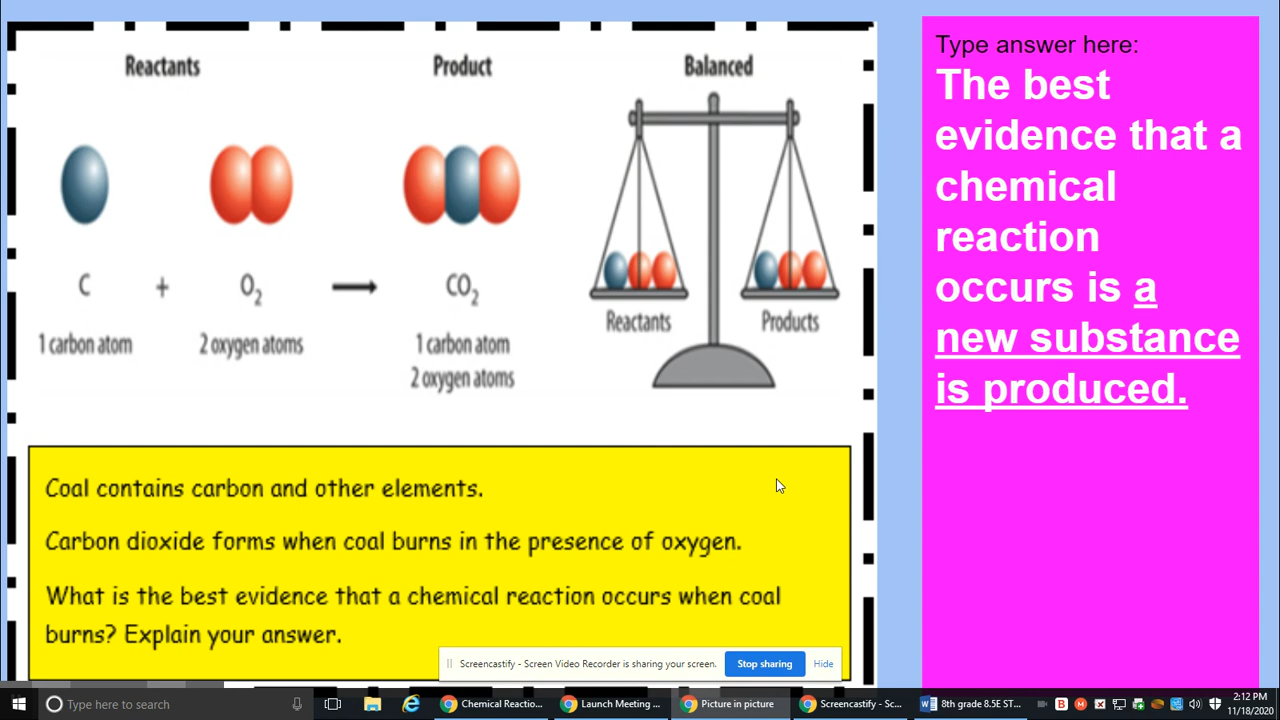 Reactants
Product
Balanced
C + O₂ → CO₂
1 carbon atom
2 oxygen atoms
1 carbon atom
2 oxygen atoms
Reactants
Products
Coal contains carbon and other elements.
Carbon dioxide forms when coal burns in the presence of oxygen.
What is the best evidence that a chemical reaction occurs when coal
burns? Explain your answer.
Type answer here:
The best
evidence that a
chemical
reaction
occurs is a
new substance
is produced.
Screencastify - Screen Video Recorder is sharing your screen.
Stop sharing
Hide
Type here to search
Chemical Reactio...
Launch Meeting ...
Picture in picture
Screencastify - Sc...
8th grade 8.5E ST...
2:12 PM
11/18/2020